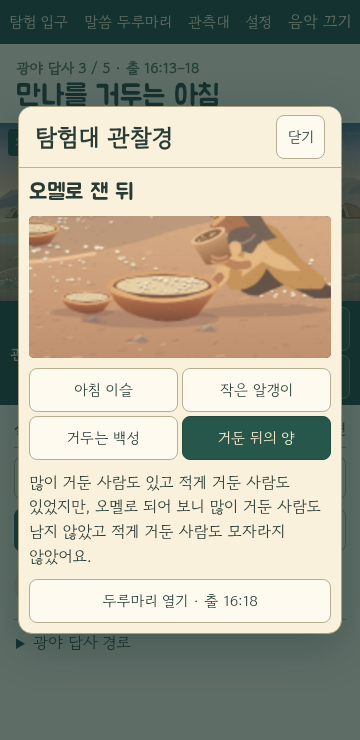 탐험 입구 말씀 두루마리 관측대 설정 음악 끄기
광야 답사 3 / 5 · 출 16:13–18
만나를 거두는 아침
탐험대 관찰경
닫기
오멜로 잰 뒤
아침 이슬
작은 알갱이
거두는 백성
거둔 뒤의 양
많이 거둔 사람도 있고 적게 거둔 사람도
있었지만, 오멜로 되어 보니 많이 거둔 사람도
남지 않았고 적게 거둔 사람도 모자라지
않았어요.
두루마리 열기 · 출 16:18
▶ 광야 답사 경로